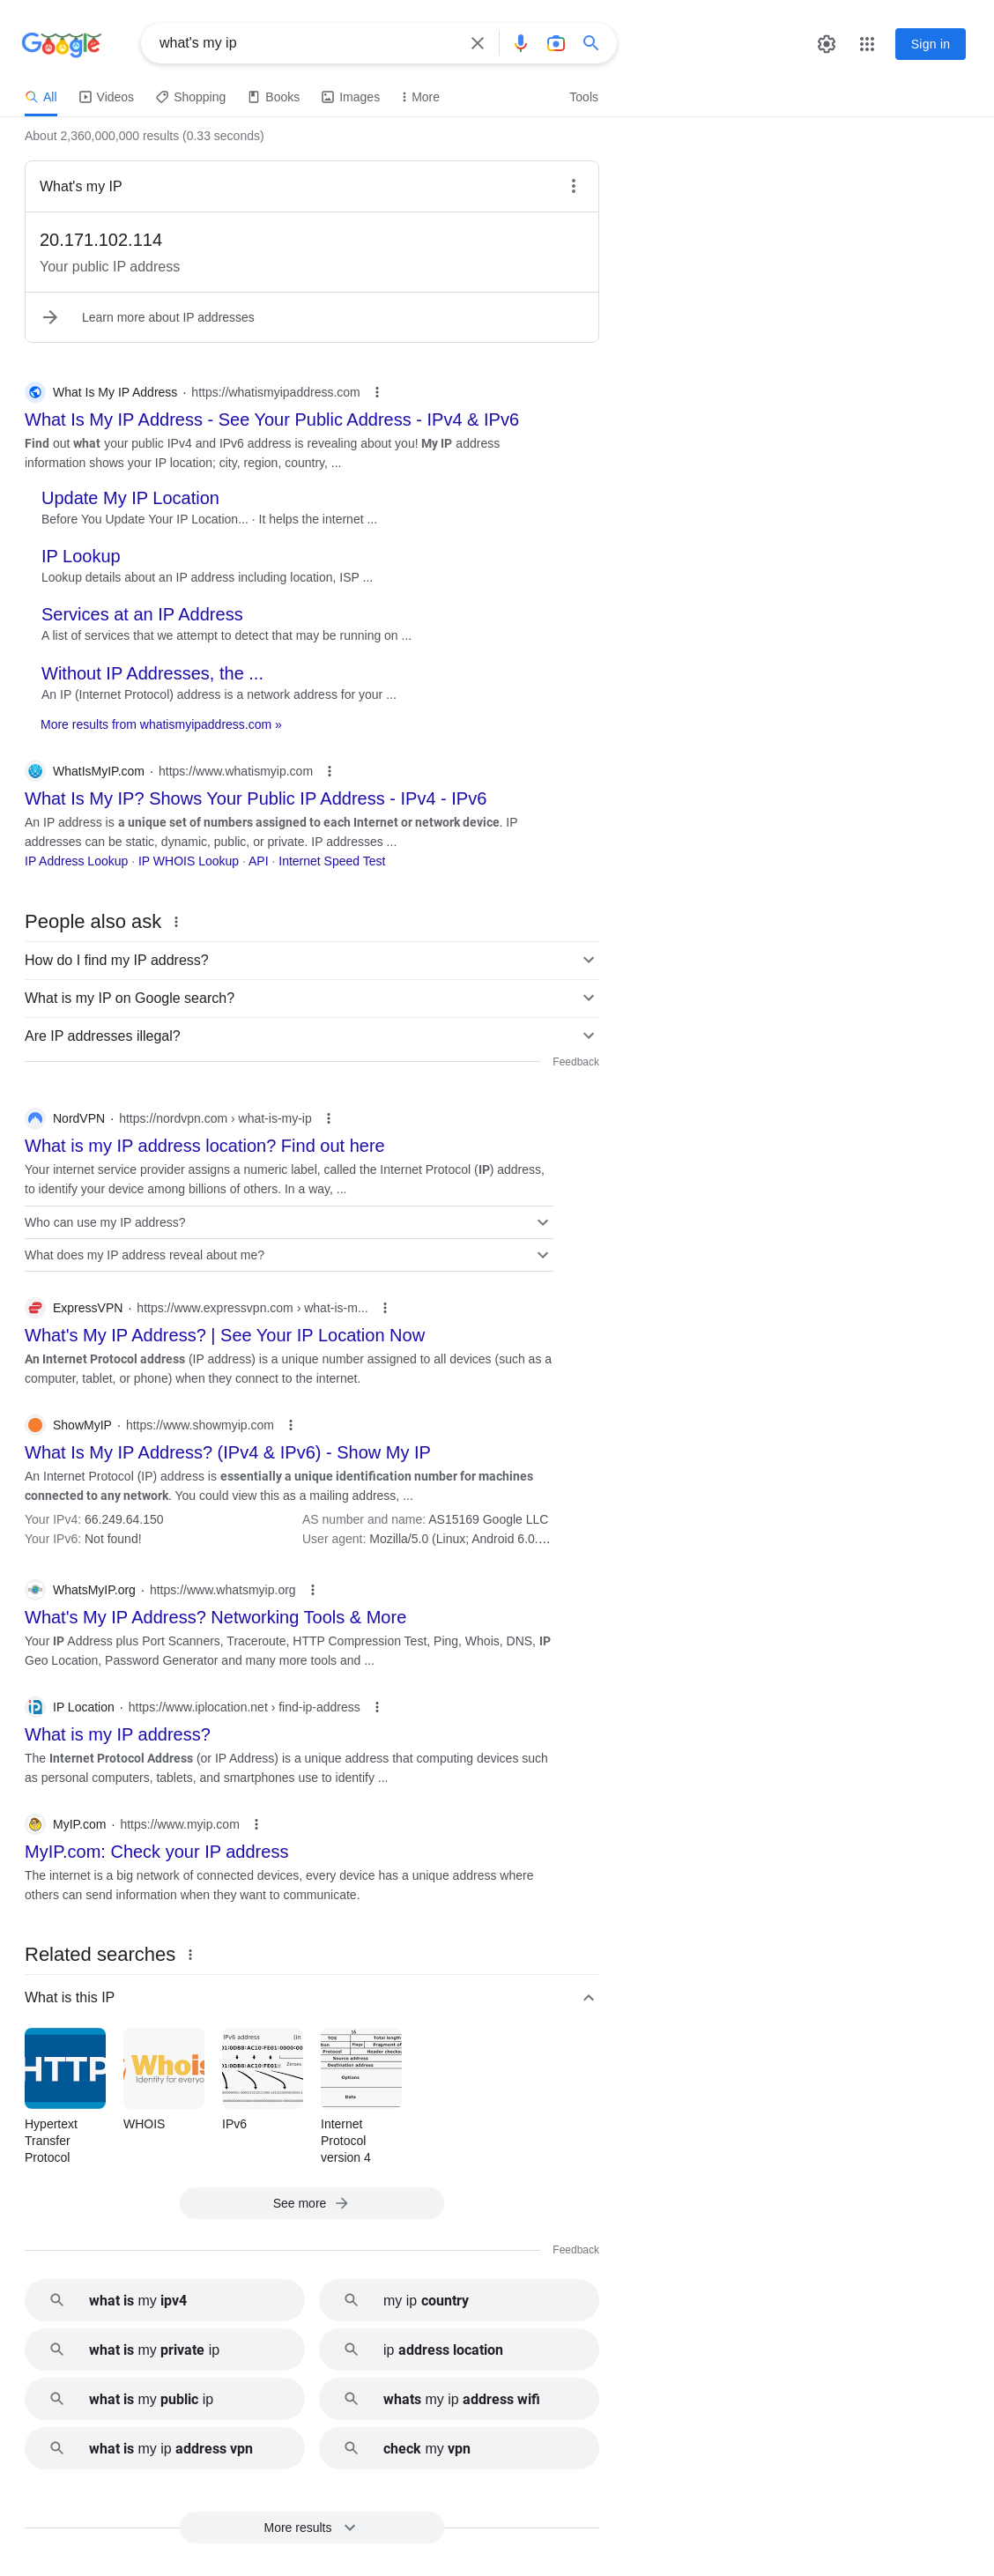 Google
what's my ip
Sign in
All
Videos
Shopping
Books
Images
More
Tools
About 2,360,000,000 results (0.33 seconds)
What's my IP
20.171.102.114
Your public IP address
Learn more about IP addresses
What Is My IP Address · https://whatismyipaddress.com
What Is My IP Address - See Your Public Address - IPv4 & IPv6
Find out what your public IPv4 and IPv6 address is revealing about you! My IP address
information shows your IP location; city, region, country, ...
Update My IP Location
Before You Update Your IP Location... · It helps the internet ...
IP Lookup
Lookup details about an IP address including location, ISP ...
Services at an IP Address
A list of services that we attempt to detect that may be running on ...
Without IP Addresses, the ...
An IP (Internet Protocol) address is a network address for your ...
More results from whatismyipaddress.com »
WhatIsMyIP.com · https://www.whatismyip.com
What Is My IP? Shows Your Public IP Address - IPv4 - IPv6
An IP address is a unique set of numbers assigned to each Internet or network device. IP
addresses can be static, dynamic, public, or private. IP addresses ...
IP Address Lookup · IP WHOIS Lookup · API · Internet Speed Test
People also ask
How do I find my IP address?
What is my IP on Google search?
Are IP addresses illegal?
Feedback
NordVPN · https://nordvpn.com › what-is-my-ip
What is my IP address location? Find out here
Your internet service provider assigns a numeric label, called the Internet Protocol (IP) address,
to identify your device among billions of others. In a way, ...
Who can use my IP address?
What does my IP address reveal about me?
ExpressVPN · https://www.expressvpn.com › what-is-m...
What's My IP Address? | See Your IP Location Now
An Internet Protocol address (IP address) is a unique number assigned to all devices (such as a
computer, tablet, or phone) when they connect to the internet.
ShowMyIP · https://www.showmyip.com
What Is My IP Address? (IPv4 & IPv6) - Show My IP
An Internet Protocol (IP) address is essentially a unique identification number for machines
connected to any network. You could view this as a mailing address, ...
Your IPv4: 66.249.64.150
AS number and name: AS15169 Google LLC
Your IPv6: Not found!
User agent: Mozilla/5.0 (Linux; Android 6.0....
WhatsMyIP.org · https://www.whatsmyip.org
What's My IP Address? Networking Tools & More
Your IP Address plus Port Scanners, Traceroute, HTTP Compression Test, Ping, Whois, DNS, IP
Geo Location, Password Generator and many more tools and ...
IP Location · https://www.iplocation.net › find-ip-address
What is my IP address?
The Internet Protocol Address (or IP Address) is a unique address that computing devices such
as personal computers, tablets, and smartphones use to identify ...
MyIP.com · https://www.myip.com
MyIP.com: Check your IP address
The internet is a big network of connected devices, every device has a unique address where
others can send information when they want to communicate.
Related searches
What is this IP
HTTP
Whois
Identity for everyo
IPv6 address
(in
Zeroes
16
TOS
Total length
Flags
Fragment of
Protocol
Header checks
Source address
Destination address
Options
Data
Hypertext
Transfer
Protocol
WHOIS
IPv6
Internet
Protocol
version 4
See more
Feedback
what is my ipv4
my ip country
what is my private ip
ip address location
what is my public ip
whats my ip address wifi
what is my ip address vpn
check my vpn
More results